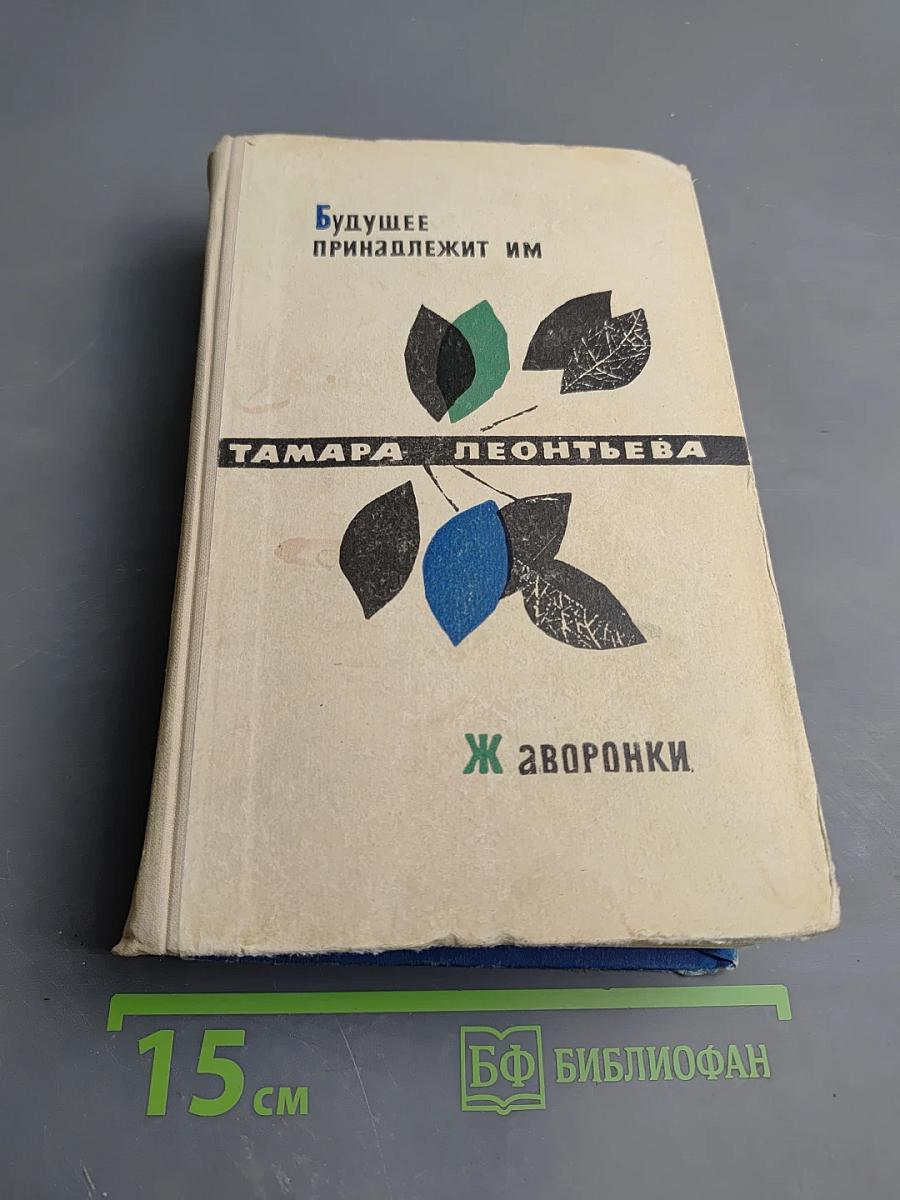 Будущее
принадлежит им
ТАМАРА ЛЕОНТЬЕВА
Жаворонки
15 см
БФ БИБЛИОФАН